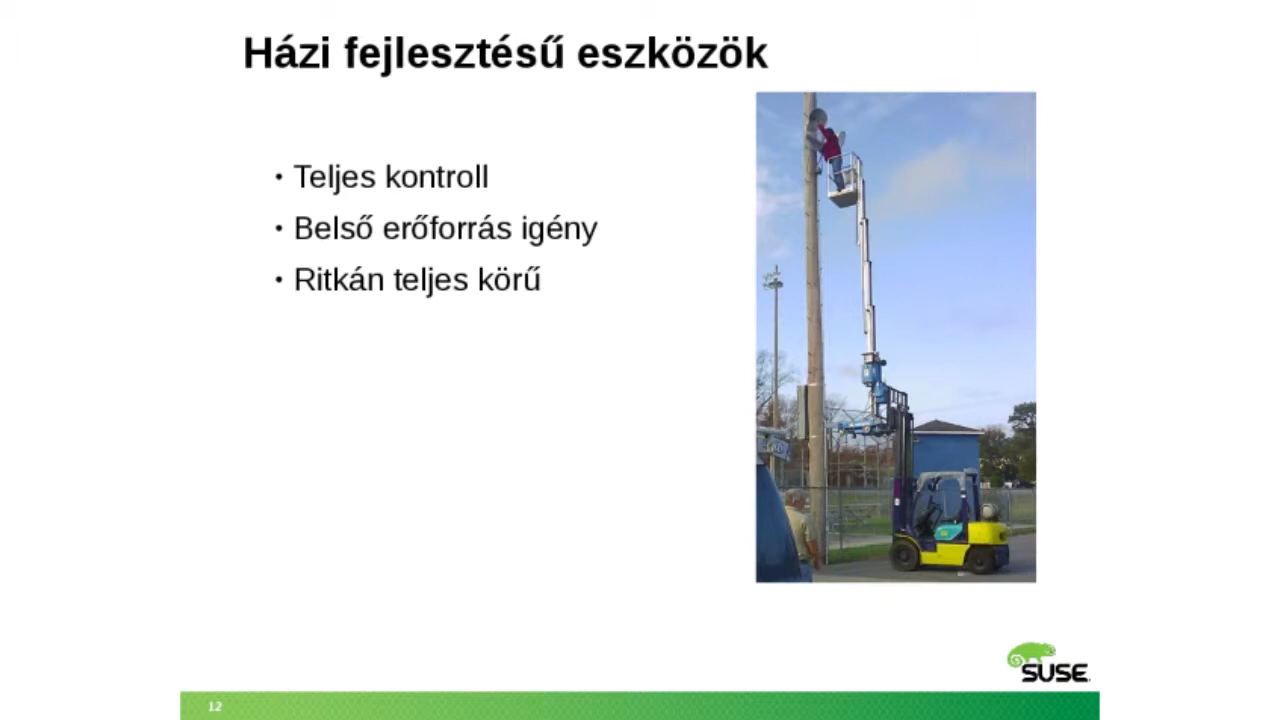 Házi fejlesztésű eszközök
• Teljes kontroll
• Belső erőforrás igény
• Ritkán teljes körű
SUSE
12